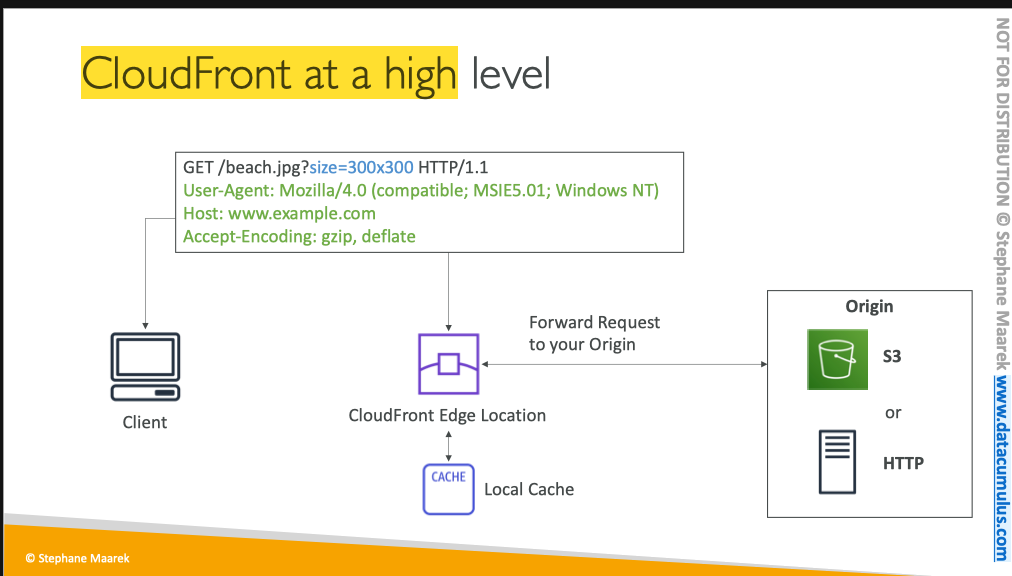 CloudFront at a high level
GET /beach.jpg?size=300x300 HTTP/1.1
User-Agent: Mozilla/4.0 (compatible; MSIE5.01; Windows NT)
Host: www.example.com
Accept-Encoding: gzip, deflate
Client
CloudFront Edge Location
CACHE
Local Cache
Forward Request
to your Origin
Origin
S3
or
HTTP
© Stephane Maarek
NOT FOR DISTRIBUTION © Stephane Maarek www.datacumulus.com